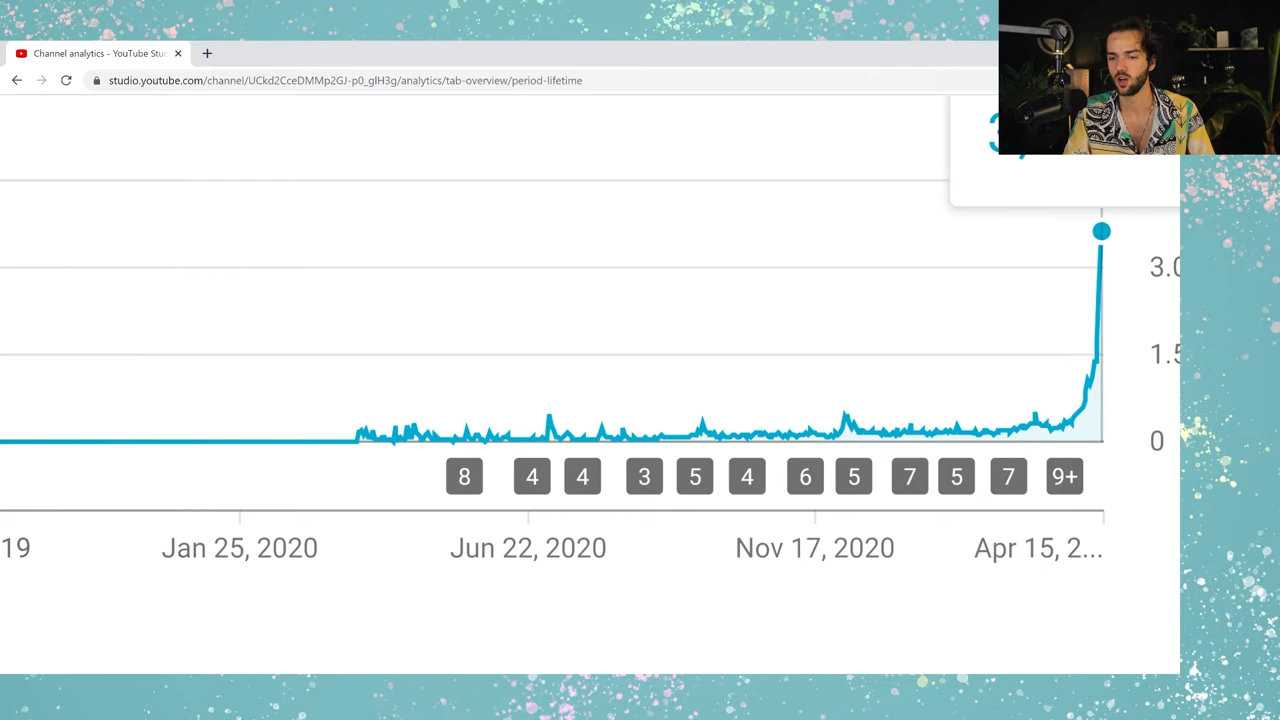 Channel analytics - YouTube Stu
studio.youtube.com/channel/UCkd2CceDMMp2GJ-p0_glH3g/analytics/tab-overview/period-lifetime
3,
3.0
1.5
0
8 4 4 3 5 4 6 5 7 5 7 9+
19 Jan 25, 2020 Jun 22, 2020 Nov 17, 2020 Apr 15, 2...